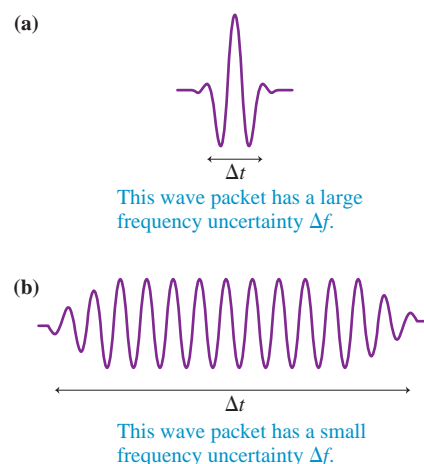 (a)
Δt
This wave packet has a large
frequency uncertainty Δf.
(b)
Δt
This wave packet has a small
frequency uncertainty Δf.